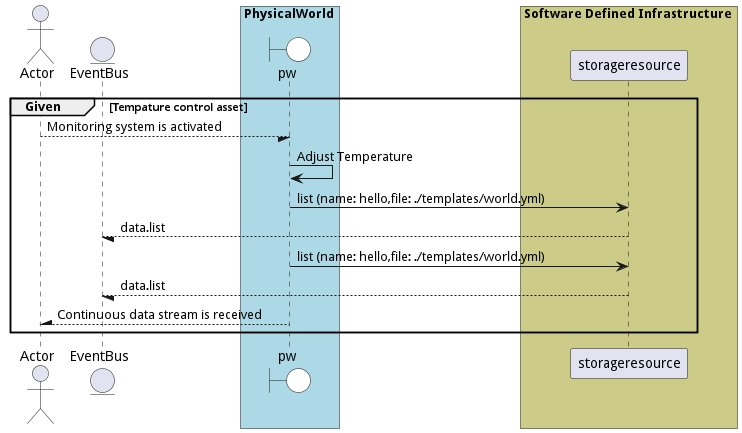 PhysicalWorld
Software Defined Infrastructure
Actor
EventBus
pw
storageresource
Given
[Tempature control asset]
Monitoring system is activated
Adjust Temperature
list (name: hello,file: ./templates/world.yml)
data.list
list (name: hello,file: ./templates/world.yml)
data.list
Continuous data stream is received
Actor
EventBus
pw
storageresource